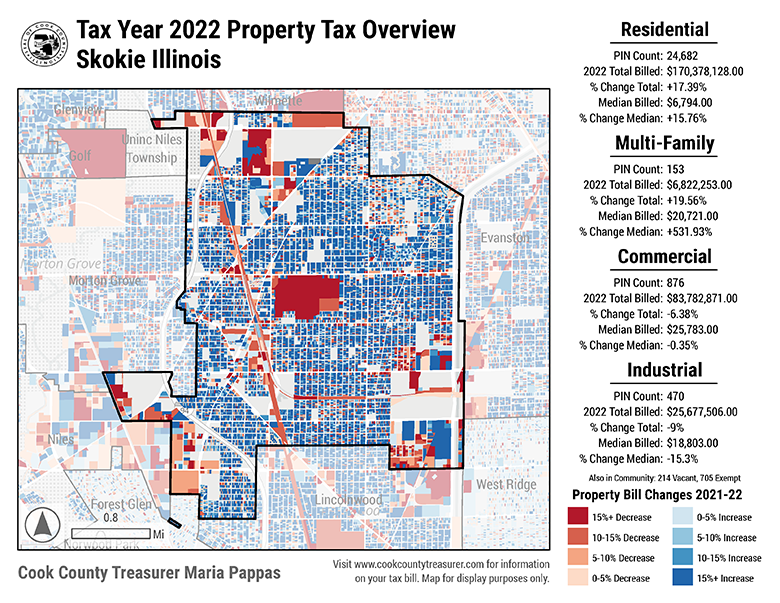 Tax Year 2022 Property Tax Overview
Skokie Illinois
Glenview
Wilmette
Uninc Niles
Golf
Township
Evanston
Morton Grove
Niles
West Ridge
Forest Glen
Lincolnwood
0.8
Mi
Cook County Treasurer Maria Pappas
Visit www.cookcountytreasurer.com for information
on your tax bill. Map for display purposes only.
Residential
PIN Count: 24,682
2022 Total Billed: $170,378,128.00
% Change Total: +17.39%
Median Billed: $6,794.00
% Change Median: +15.76%
Multi-Family
PIN Count: 153
2022 Total Billed: $6,822,253.00
% Change Total: +19.56%
Median Billed: $20,721.00
% Change Median: +531.93%
Commercial
PIN Count: 876
2022 Total Billed: $83,782,871.00
% Change Total: -6.38%
Median Billed: $25,783.00
% Change Median: -0.35%
Industrial
PIN Count: 470
2022 Total Billed: $25,677,506.00
% Change Total: -9%
Median Billed: $18,803.00
% Change Median: -15.3%
Also in Community: 214 Vacant, 705 Exempt
Property Bill Changes 2021-22
15%+ Decrease
10-15% Decrease
5-10% Decrease
0-5% Decrease
0-5% Increase
5-10% Increase
10-15% Increase
15%+ Increase